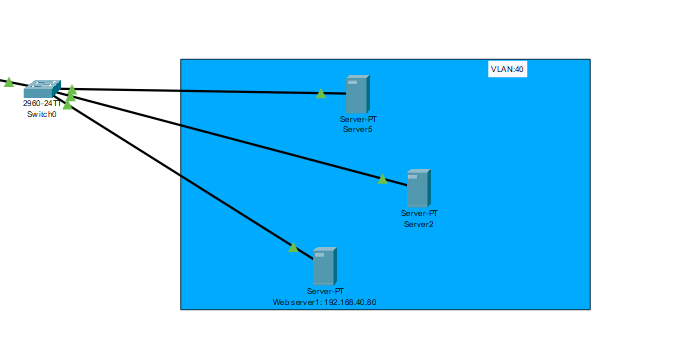 VLAN:40
2960-24TT
Switch0
Server-PT
Server5
Server-PT
Server2
Server-PT
Web server1; 192.168.40.80